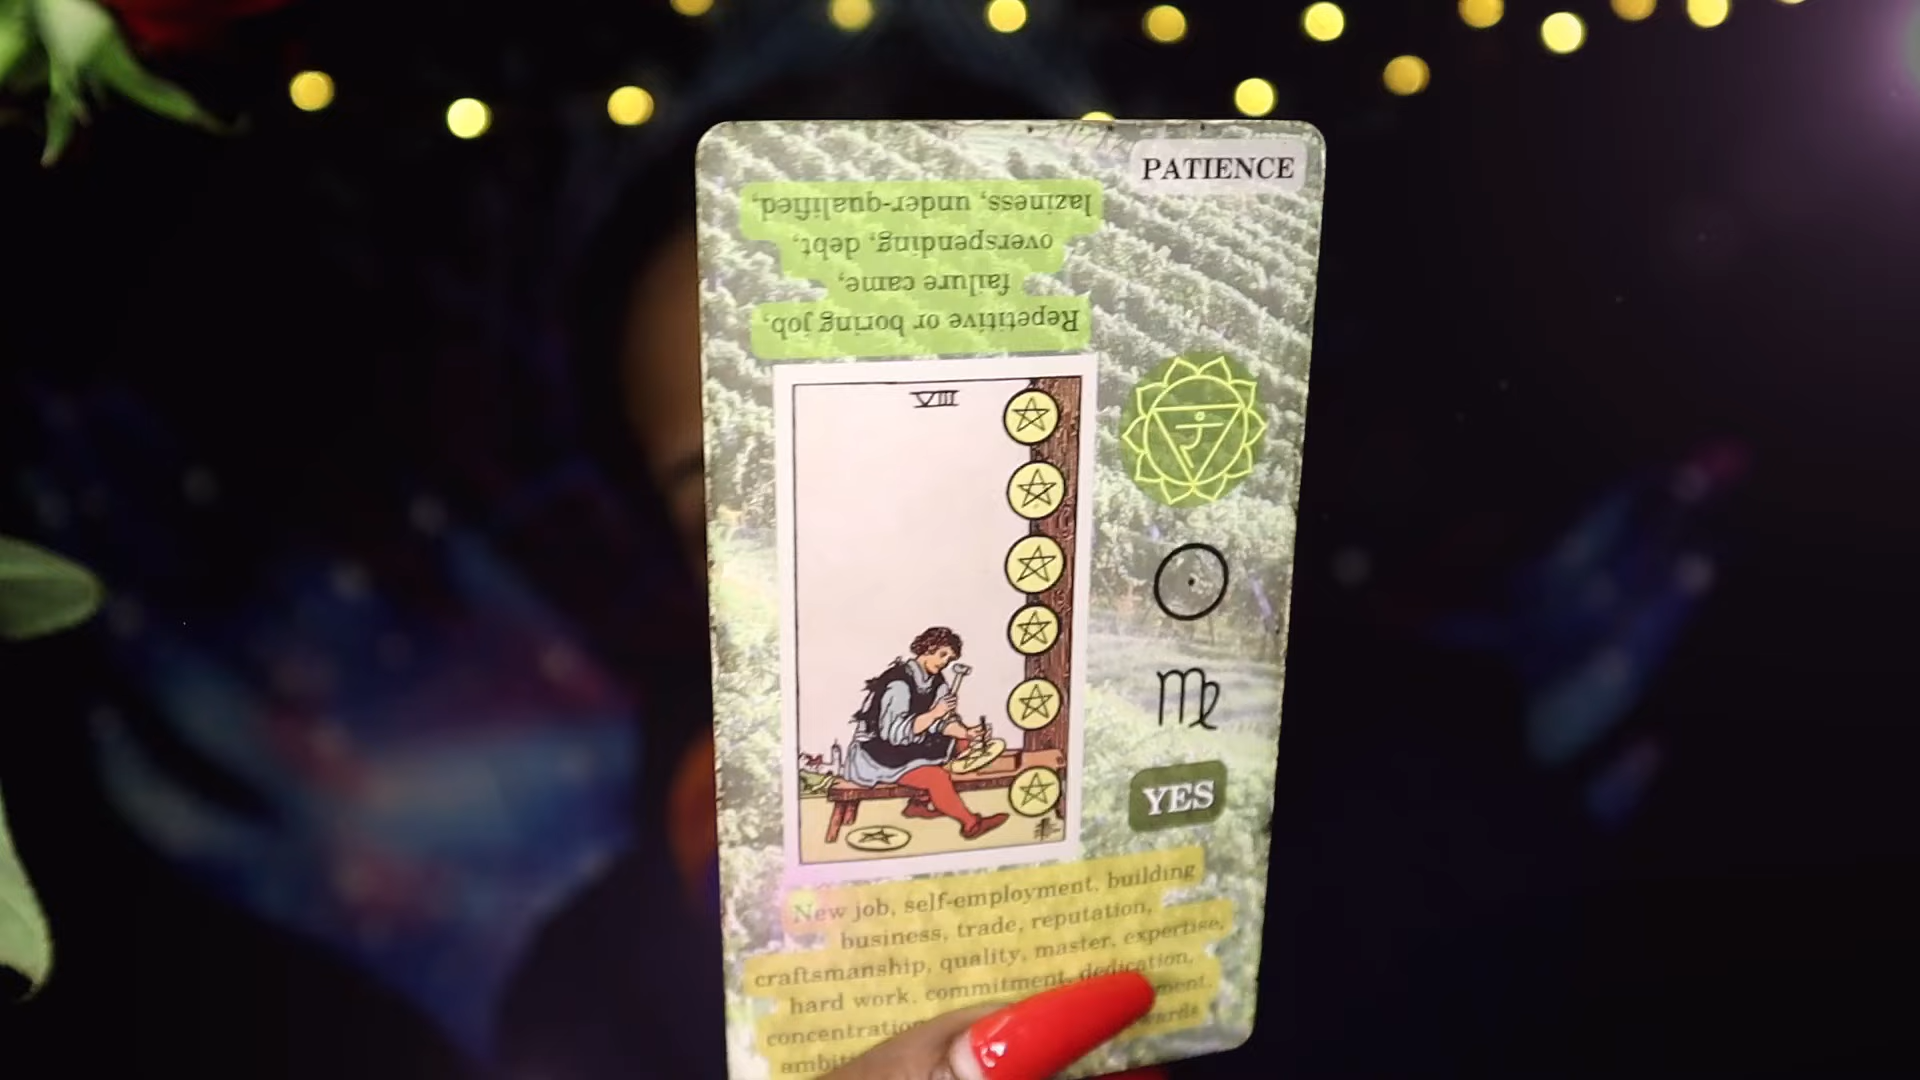 PATIENCE
Repetitive or boring job,
failure came,
overspending, debt,
laziness, under-qualified,
VIII
रं
YES
New job, self-employment, building
business, trade, reputation,
craftsmanship, quality, master, expertise,
hard work, commitment, dedication,